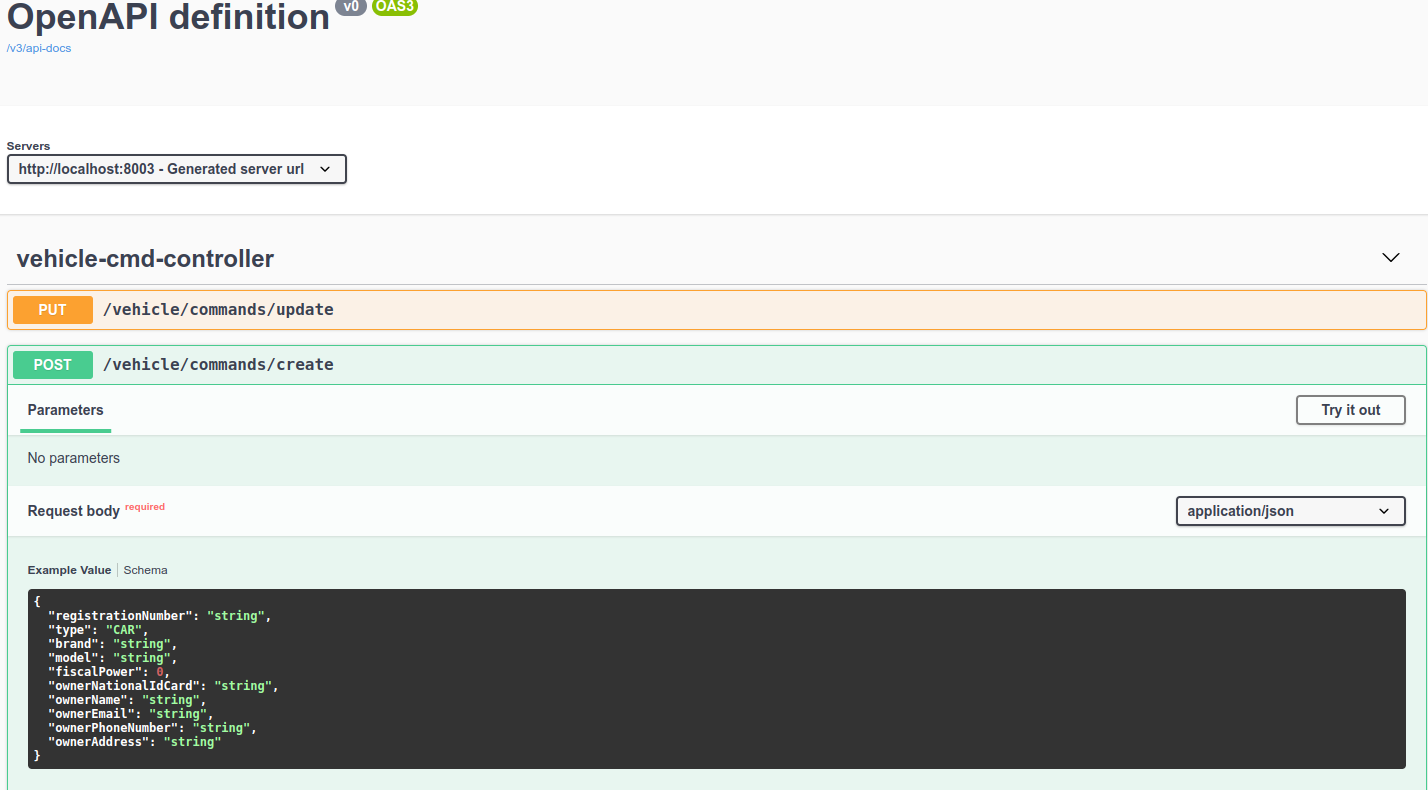 OpenAPI definition v0 OAS3
/v3/api-docs
Servers
http://localhost:8003 - Generated server url
vehicle-cmd-controller
PUT /vehicle/commands/update
POST /vehicle/commands/create
Parameters Try it out
No parameters
Request body required application/json
Example Value Schema
{
"registrationNumber": "string",
"type": "CAR",
"brand": "string",
"model": "string",
"fiscalPower": 0,
"ownerNationalIdCard": "string",
"ownerName": "string",
"ownerEmail": "string",
"ownerPhoneNumber": "string",
"ownerAddress": "string"
}